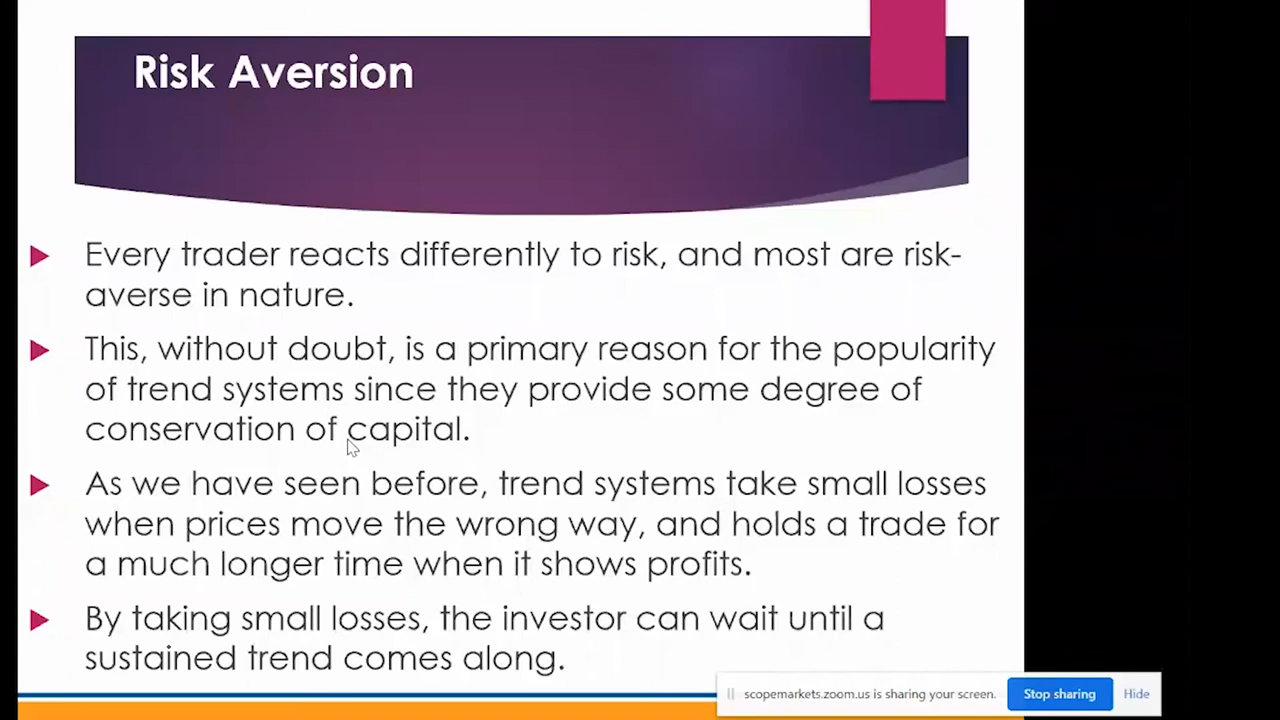 Risk Aversion
Every trader reacts differently to risk, and most are risk-
averse in nature.
This, without doubt, is a primary reason for the popularity
of trend systems since they provide some degree of
conservation of capital.
As we have seen before, trend systems take small losses
when prices move the wrong way, and holds a trade for
a much longer time when it shows profits.
By taking small losses, the investor can wait until a
sustained trend comes along.
scopemarkets.zoom.us is sharing your screen.
Stop sharing
Hide